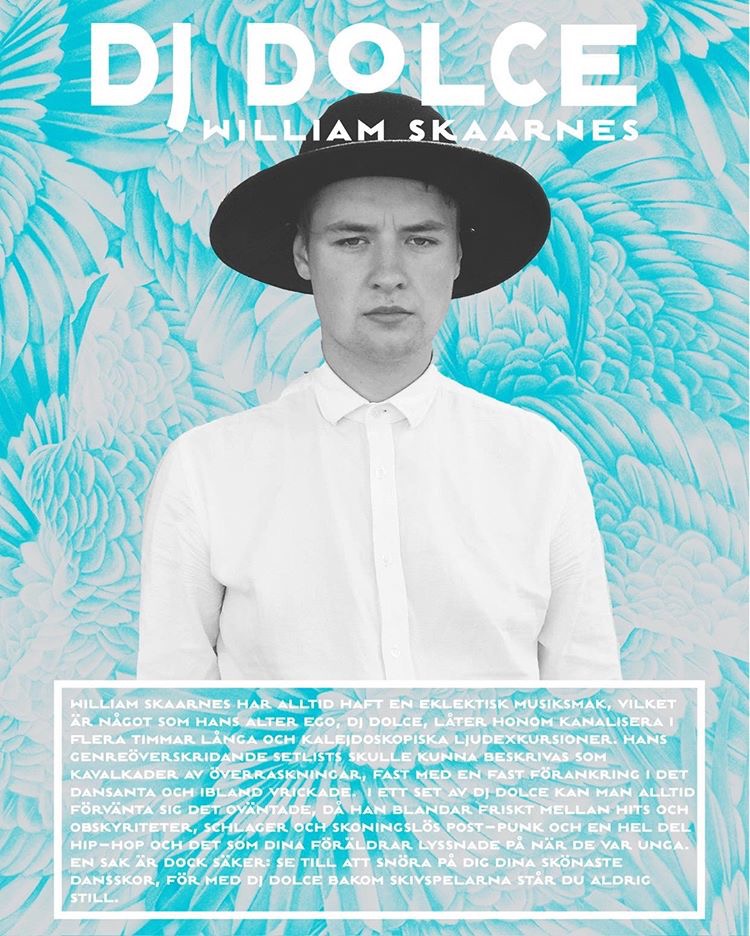 DJ DOLCE
WILLIAM SKAARNES
WILLIAM SKAARNES HAR ALLTID HAFT EN EKLEKTISK MUSIKSMAK, VILKET
ÄR NÅGOT SOM HANS ALTER EGO, DJ DOLCE, LÅTER HONOM KANALISERA I
FLERA TIMMAR LÅNGA OCH KALEJDOSKOPISKA LJUDEXKURSIONER. HANS
GENREÖVERSKRIDANDE SETLISTS SKULLE KUNNA BESKRIVAS SOM
KAVALKADER AV ÖVERRASKNINGAR, FAST MED EN FAST FÖRANKRING I DET
DANSANTA OCH IBLAND VRICKADE. I ETT SET AV DJ DOLCE KAN MAN ALLTID
FÖRVÄNTA SIG DET OVÄNTADE, DÅ HAN BLANDAR FRISKT MELLAN HITS OCH
OBSKYRITETER, SCHLAGER OCH SKONINGSLÖS POST-PUNK OCH EN HEL DEL
HIP-HOP OCH DET SOM DINA FÖRÄLDRAR LYSSNADE PÅ NÄR DE VAR UNGA.
EN SAK ÄR DOCK SÄKER: SE TILL ATT SNÖRA PÅ DIG DINA SKÖNASTE
DANSSKOR, FÖR MED DJ DOLCE BAKOM SKIVSPELARNA STÅR DU ALDRIG
STILL.